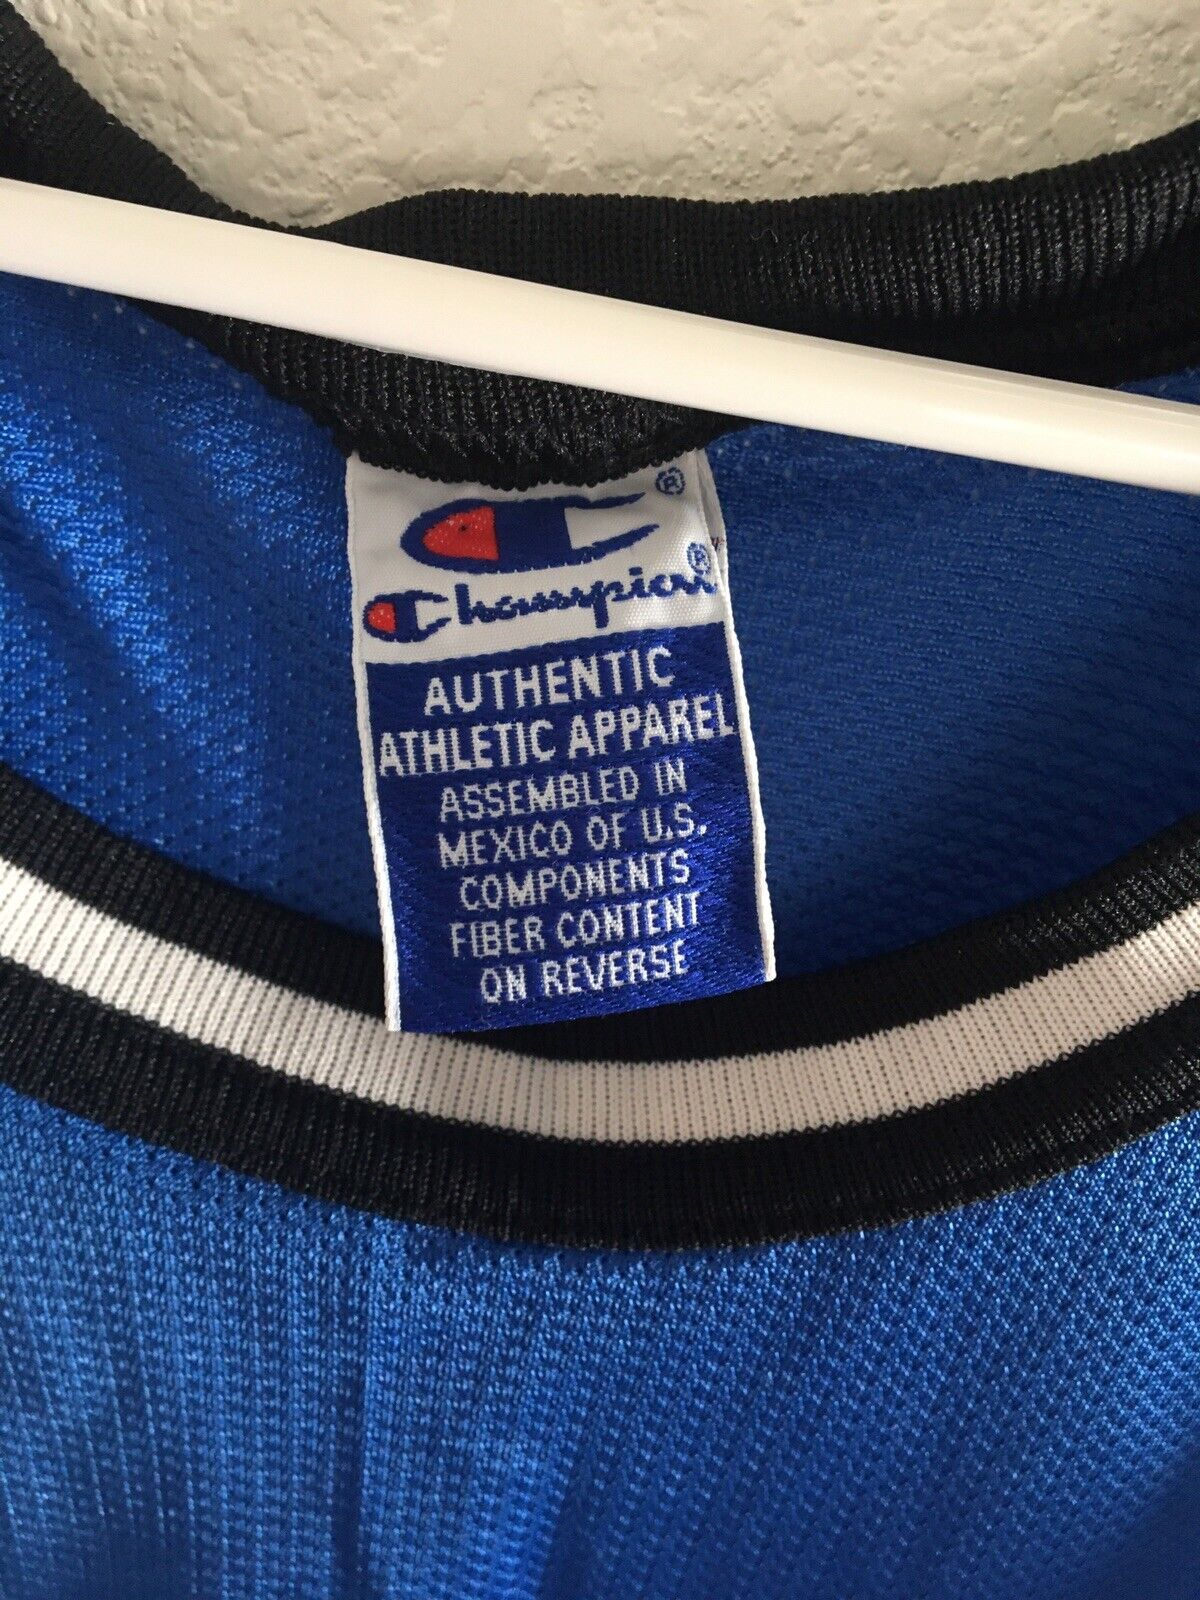 ®
Champion®
AUTHENTIC
ATHLETIC APPAREL
ASSEMBLED IN
MEXICO OF U.S.
COMPONENTS
FIBER CONTENT
ON REVERSE